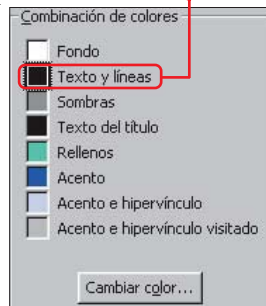 Combinación de colores
Fondo
Texto y líneas
Sombras
Texto del título
Rellenos
Acento
Acento e hipervínculo
Acento e hipervínculo visitado
Cambiar color...